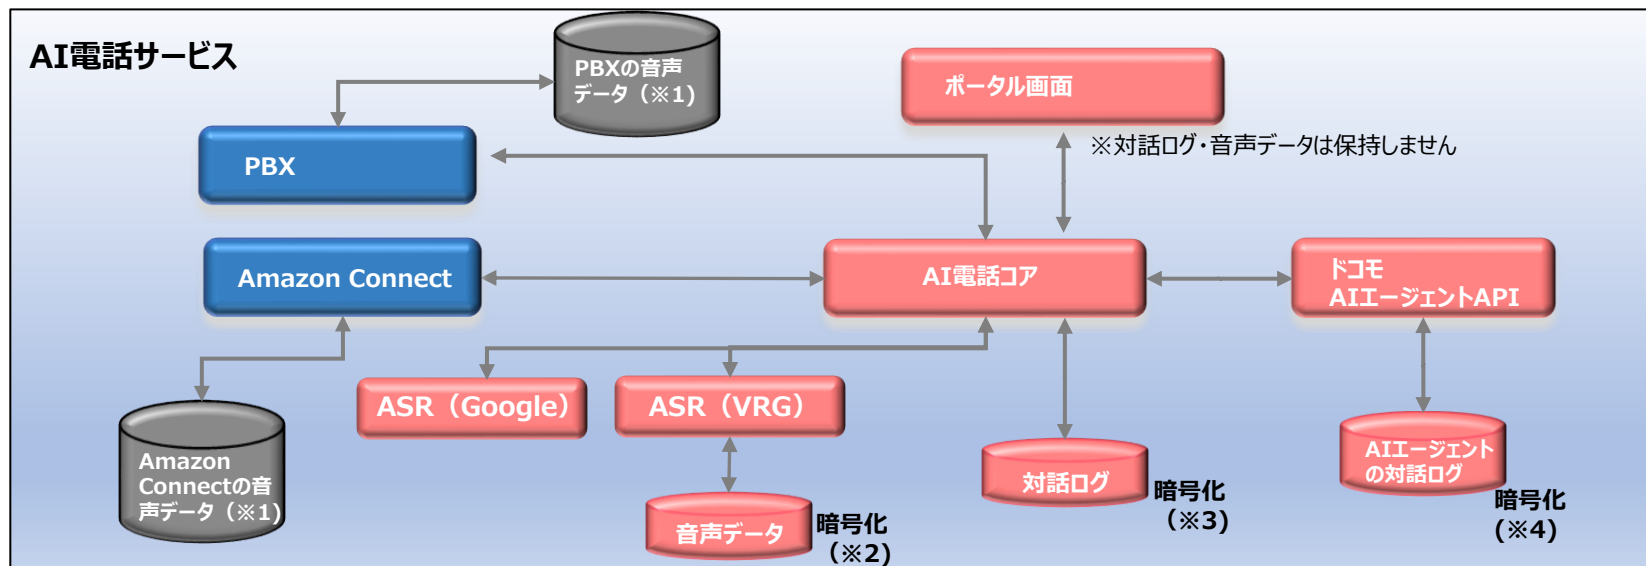 AI電話サービス
PBXの音声
データ（※1)
ポータル画面
※対話ログ・音声データは保持しません
PBX
Amazon Connect
AI電話コア
ドコモ
AIエージェントAPI
ASR（Google）
ASR（VRG）
Amazon
Connectの音
声データ（※1)
音声データ
暗号化
（※2)
対話ログ
暗号化
（※3)
AIエージェント
の対話ログ
暗号化
(※4)